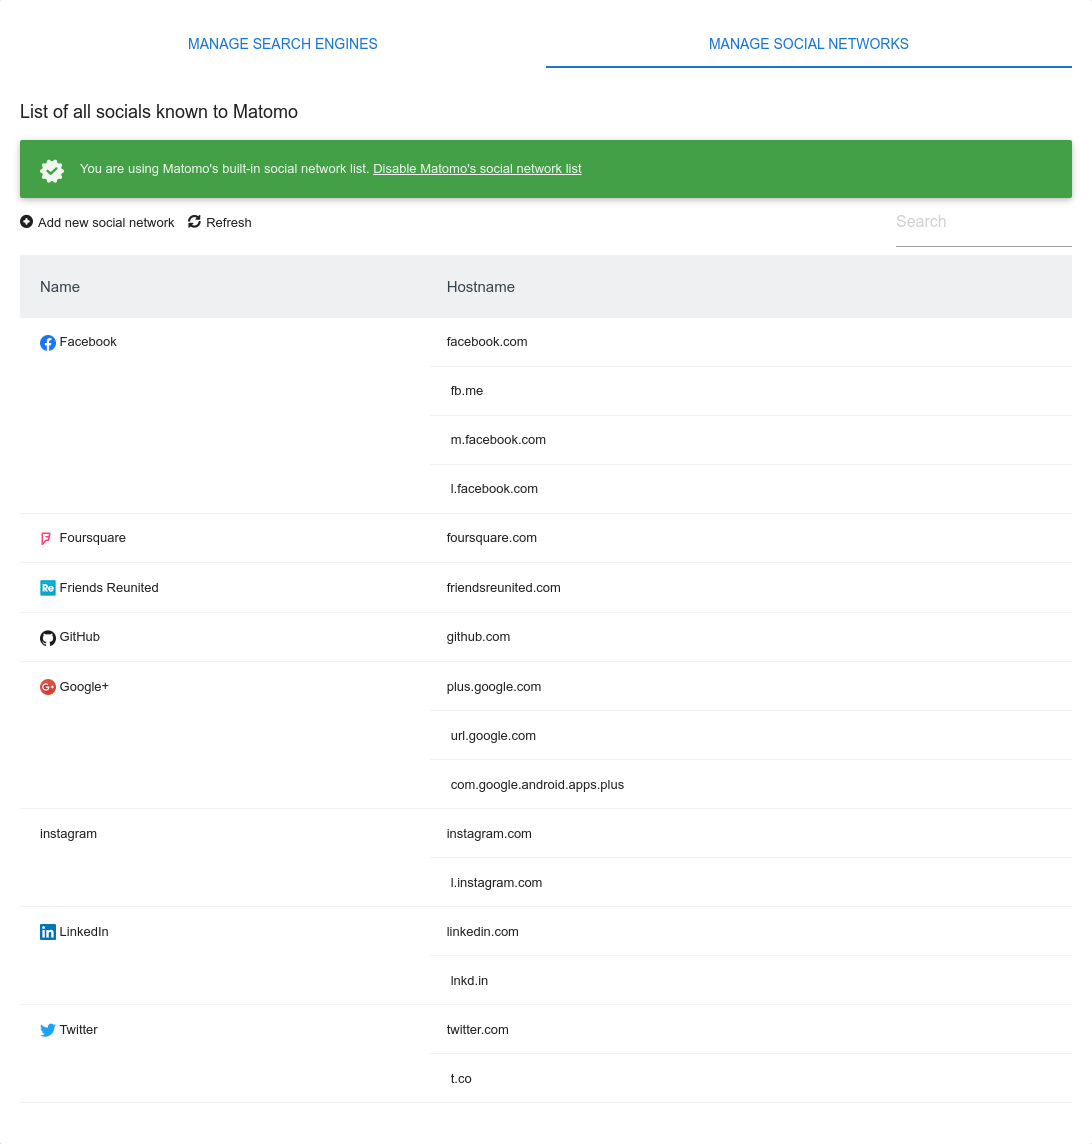 MANAGE SEARCH ENGINES MANAGE SOCIAL NETWORKS
List of all socials known to Matomo
You are using Matomo's built-in social network list. Disable Matomo's social network list
Add new social network Refresh Search
Name Hostname
Facebook facebook.com
fb.me
m.facebook.com
l.facebook.com
Foursquare foursquare.com
Re Friends Reunited friendsreunited.com
GitHub github.com
G+ Google+ plus.google.com
url.google.com
com.google.android.apps.plus
instagram instagram.com
l.instagram.com
in LinkedIn linkedin.com
lnkd.in
Twitter twitter.com
t.co